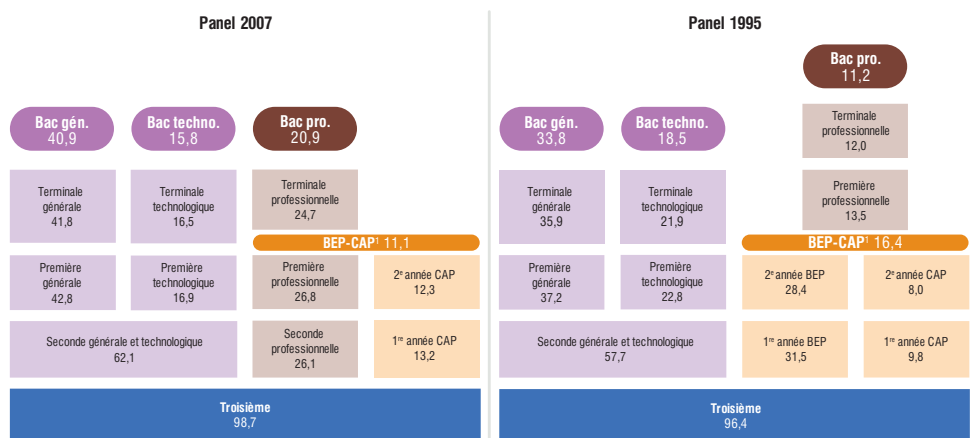 Panel 2007
Bac gén.
40,9
Bac techno.
15,8
Bac pro.
20,9
Terminale
générale
41,8
Terminale
technologique
16,5
Terminale
professionnelle
24,7
BEP-CAP¹ 11,1
Première
générale
42,8
Première
technologique
16,9
Première
professionnelle
26,8
2e année CAP
12,3
Seconde générale et technologique
62,1
Seconde
professionnelle
26,1
1re année CAP
13,2
Troisième
98,7
Panel 1995
Bac pro.
11,2
Bac gén.
33,8
Bac techno.
18,5
Terminale
professionnelle
12,0
Terminale
générale
35,9
Terminale
technologique
21,9
Première
professionnelle
13,5
BEP-CAP¹ 16,4
Première
générale
37,2
Première
technologique
22,8
2e année BEP
28,4
2e année CAP
8,0
Seconde générale et technologique
57,7
1re année BEP
31,5
1re année CAP
9,8
Troisième
96,4